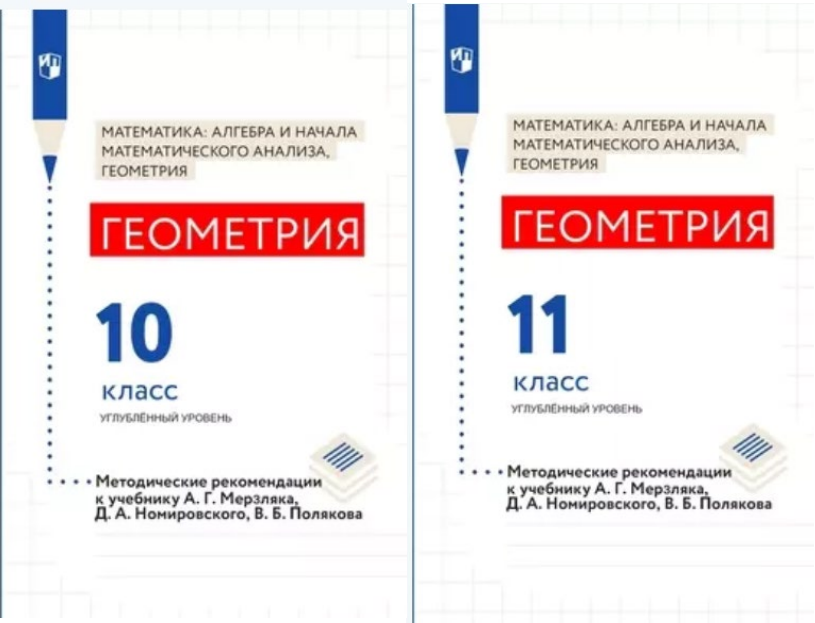 МАТЕМАТИКА: АЛГЕБРА И НАЧАЛА
МАТЕМАТИЧЕСКОГО АНАЛИЗА,
ГЕОМЕТРИЯ
ГЕОМЕТРИЯ
10
класс
УГЛУБЛЁННЫЙ УРОВЕНЬ
Методические рекомендации
к учебнику А. Г. Мерзляка,
Д. А. Номировского, В. Б. Полякова
МАТЕМАТИКА: АЛГЕБРА И НАЧАЛА
МАТЕМАТИЧЕСКОГО АНАЛИЗА,
ГЕОМЕТРИЯ
ГЕОМЕТРИЯ
11
класс
УГЛУБЛЁННЫЙ УРОВЕНЬ
Методические рекомендации
к учебнику А. Г. Мерзляка,
Д. А. Номировского, В. Б. Полякова